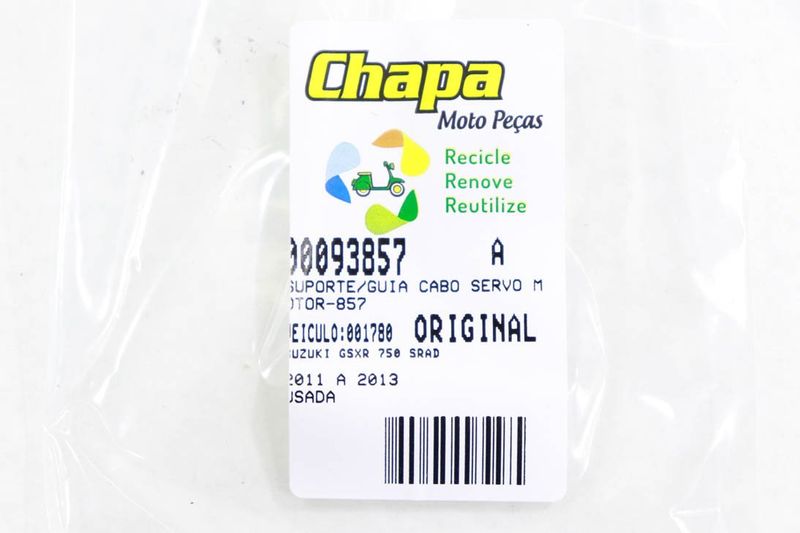 Chapa
Moto Peças
Recicle
Renove
Reutilize
00093857 A
SUPORTE/GUIA CABO SERVO M
OTOR-857
VEICULO:001780 ORIGINAL
SUZUKI GSXR 750 SRAD
2011 A 2013
USADA